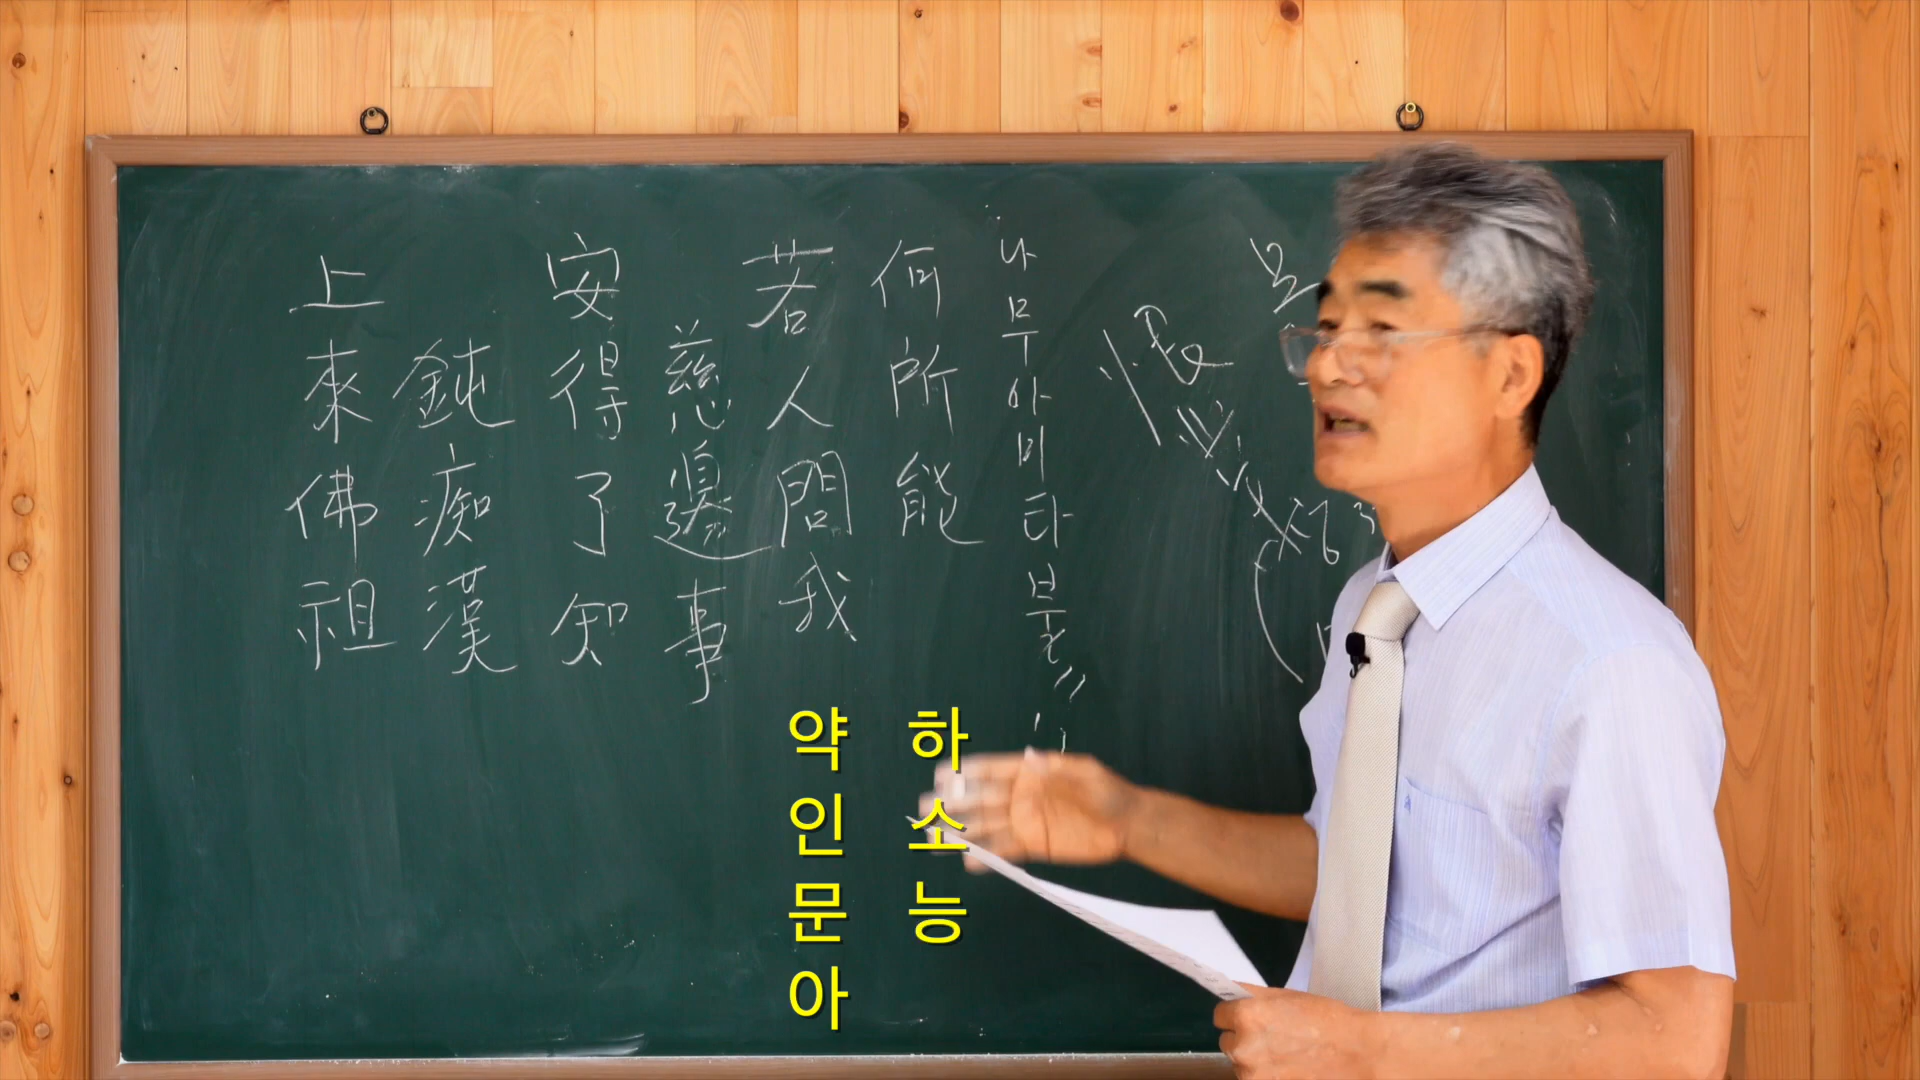 上來佛祖
鈍痴漢
安得了知
慈邊事
若人問我
何所能
나무아미타불〃
약인문아
하소능